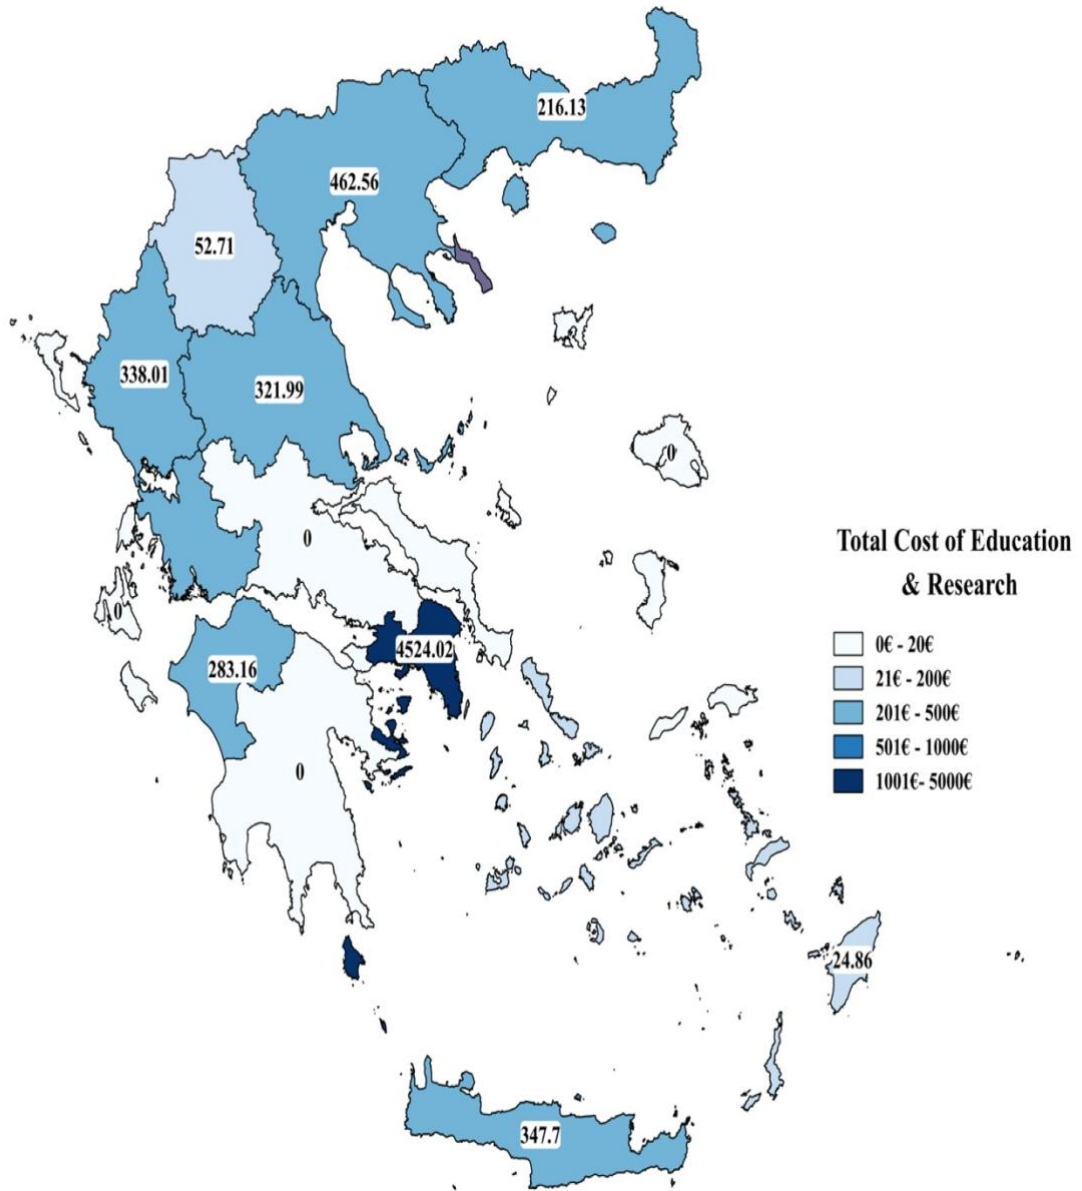 216.13
462.56
52.71
338.01
321.99
0
0
Total Cost of Education
& Research
0
0€ - 20€
4524.02
283.16
21€ - 200€
201€ - 500€
501€ - 1000€
0
1001€- 5000€
24.86
347.7